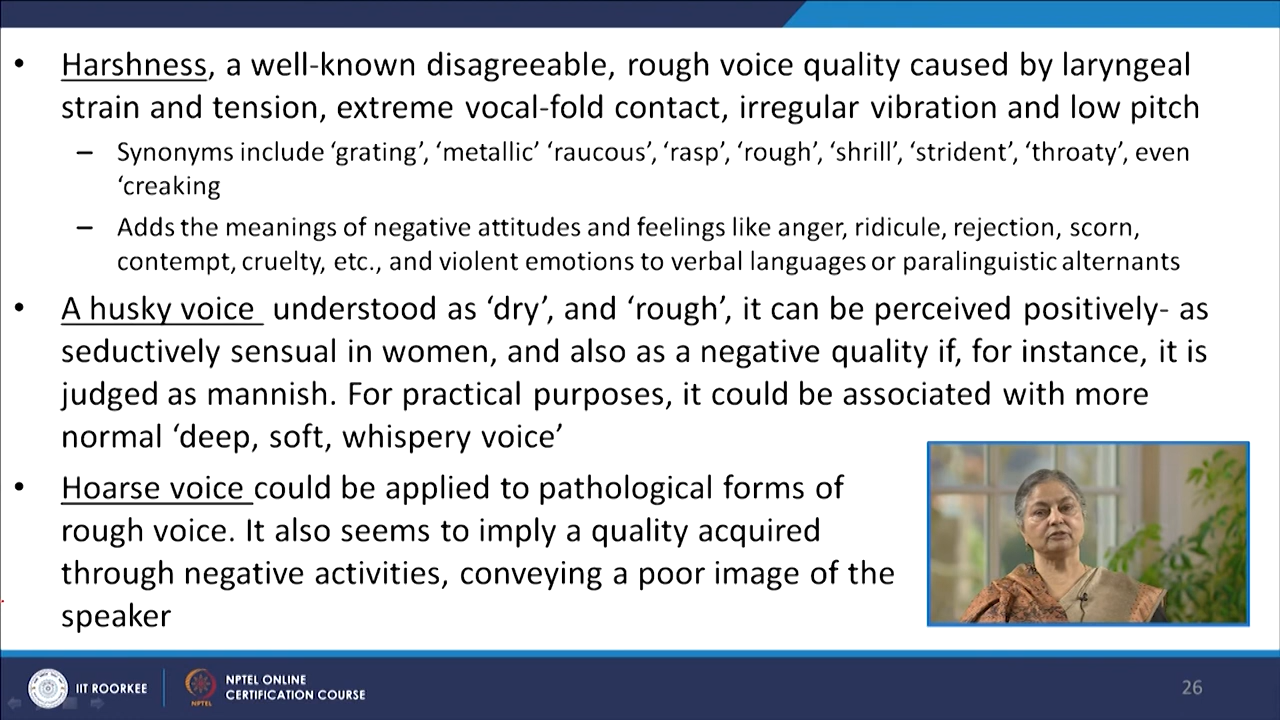 • Harshness, a well-known disagreeable, rough voice quality caused by laryngeal
strain and tension, extreme vocal-fold contact, irregular vibration and low pitch
– Synonyms include ‘grating’, ‘metallic’ ‘raucous’, ‘rasp’, ‘rough’, ‘shrill’, ‘strident’, ‘throaty’, even
‘creaking
– Adds the meanings of negative attitudes and feelings like anger, ridicule, rejection, scorn,
contempt, cruelty, etc., and violent emotions to verbal languages or paralinguistic alternants
• A husky voice understood as ‘dry’, and ‘rough’, it can be perceived positively- as
seductively sensual in women, and also as a negative quality if, for instance, it is
judged as mannish. For practical purposes, it could be associated with more
normal ‘deep, soft, whispery voice’
• Hoarse voice could be applied to pathological forms of
rough voice. It also seems to imply a quality acquired
through negative activities, conveying a poor image of the
speaker
IIT ROORKEE
NPTEL
NPTEL ONLINE
CERTIFICATION COURSE
26